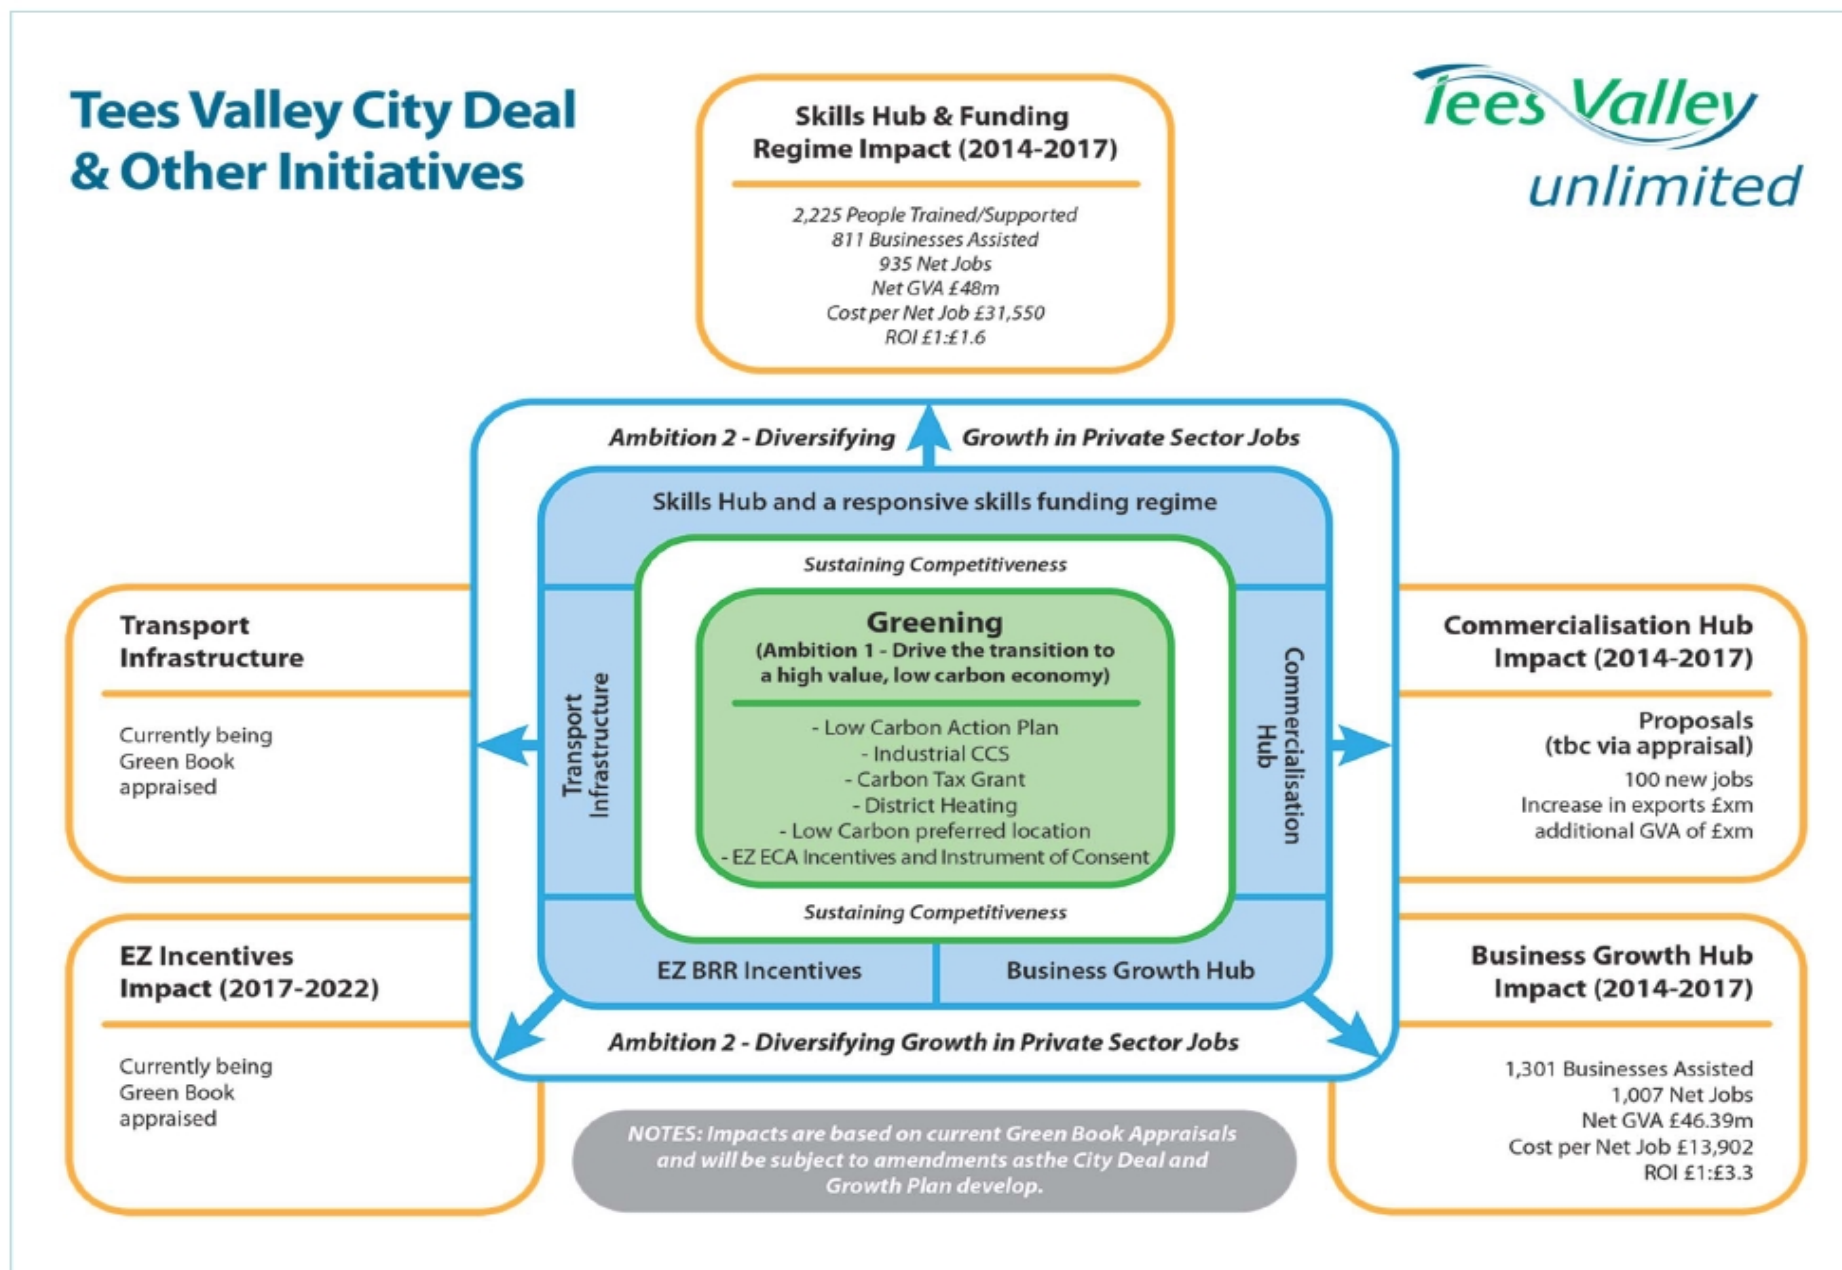 Tees Valley City Deal
& Other Initiatives
Tees Valley
unlimited
Skills Hub & Funding
Regime Impact (2014-2017)
2,225 People Trained/Supported
811 Businesses Assisted
935 Net Jobs
Net GVA £48m
Cost per Net Job £31,550
ROI £1:£1.6
Ambition 2 - Diversifying Growth in Private Sector Jobs
Skills Hub and a responsive skills funding regime
Sustaining Competitiveness
Greening
(Ambition 1 - Drive the transition to
a high value, low carbon economy)
- Low Carbon Action Plan
- Industrial CCS
- Carbon Tax Grant
- District Heating
- Low Carbon preferred location
- EZ ECA Incentives and Instrument of Consent
Sustaining Competitiveness
Transport
Infrastructure
Commercialisation
Hub
EZ BRR Incentives
Business Growth Hub
Ambition 2 - Diversifying Growth in Private Sector Jobs
Transport
Infrastructure
Currently being
Green Book
appraised
EZ Incentives
Impact (2017-2022)
Currently being
Green Book
appraised
Commercialisation Hub
Impact (2014-2017)
Proposals
(tbc via appraisal)
100 new jobs
Increase in exports £xm
additional GVA of £xm
Business Growth Hub
Impact (2014-2017)
1,301 Businesses Assisted
1,007 Net Jobs
Net GVA £46.39m
Cost per Net Job £13,902
ROI £1:£3.3
NOTES: Impacts are based on current Green Book Appraisals
and will be subject to amendments asthe City Deal and
Growth Plan develop.